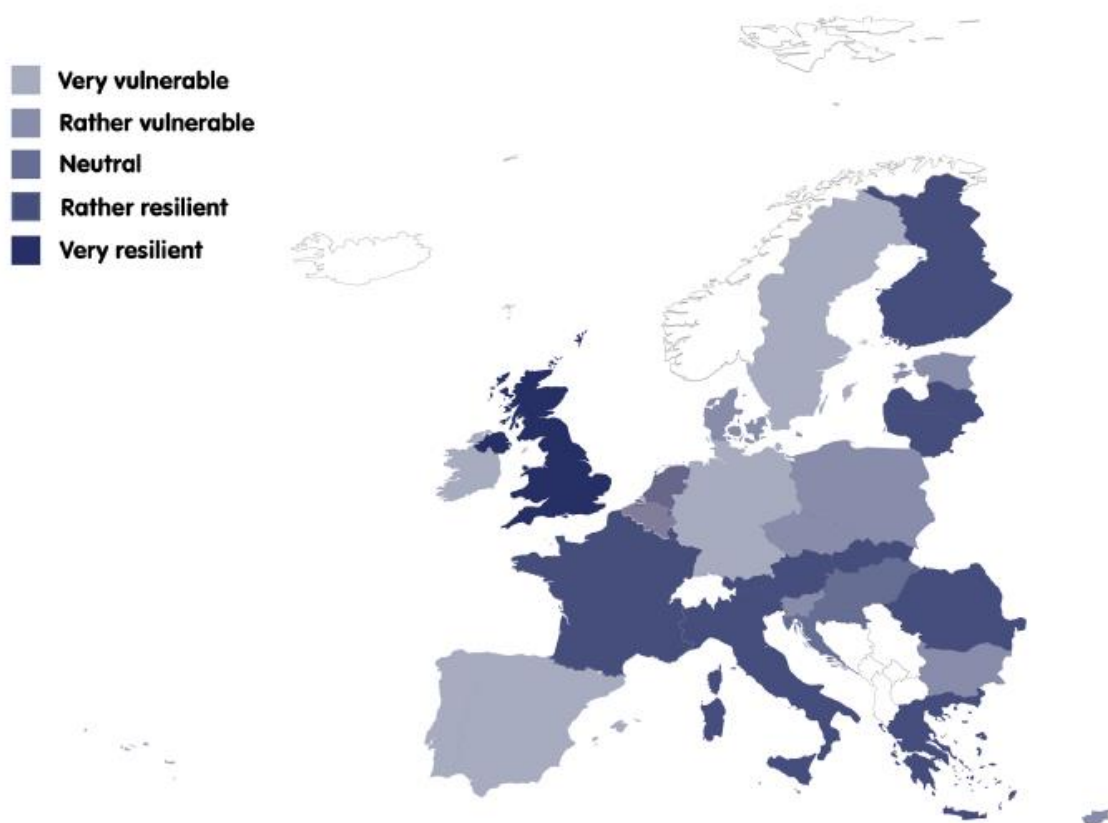 Very vulnerable
Rather vulnerable
Neutral
Rather resilient
Very resilient